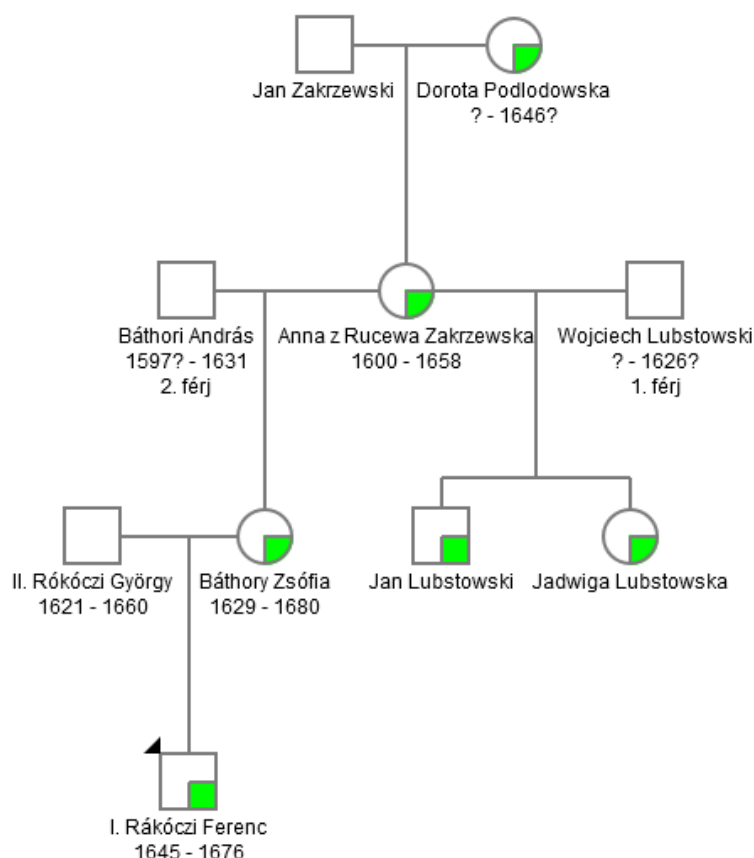 Jan Zakrzewski
Dorota Podlodowska
? - 1646?
Báthori András
1597? - 1631
2. férj
Anna z Rucewa Zakrzewska
1600 - 1658
Wojciech Lubstowski
? - 1626?
1. férj
II. Rókóczi György
1621 - 1660
Báthory Zsófia
1629 - 1680
Jan Lubstowski
Jadwiga Lubstowska
I. Rákóczi Ferenc
1645 - 1676